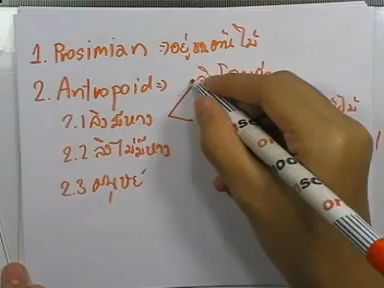 1. Prosimian ⇒ อยู่บนต้นไม้
2. Antropoid ⇒
2.1 ลิงมีหาง
2.2 ลิงไม่มีหาง
2.3 มนุษย์